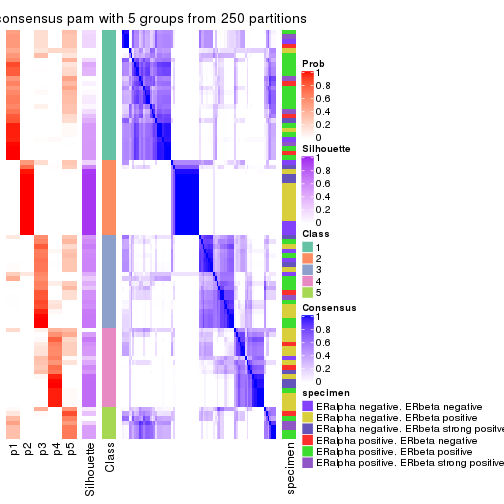 consensus pam with 5 groups from 250 partitions
Prob
1
0.8
0.6
0.4
0.2
0
Silhouette
1
0.8
0.6
0.4
0.2
0
Class
1
2
3
4
5
Consensus
1
0.8
0.6
0.4
0.2
0
specimen
ERalpha negative. ERbeta negative
ERalpha negative. ERbeta positive
ERalpha negative. ERbeta strong positive
ERalpha positive. ERbeta negative
ERalpha positive. ERbeta positive
ERalpha positive. ERbeta strong positive
p1
p2
p3
p4
p5
Silhouette
Class
specimen